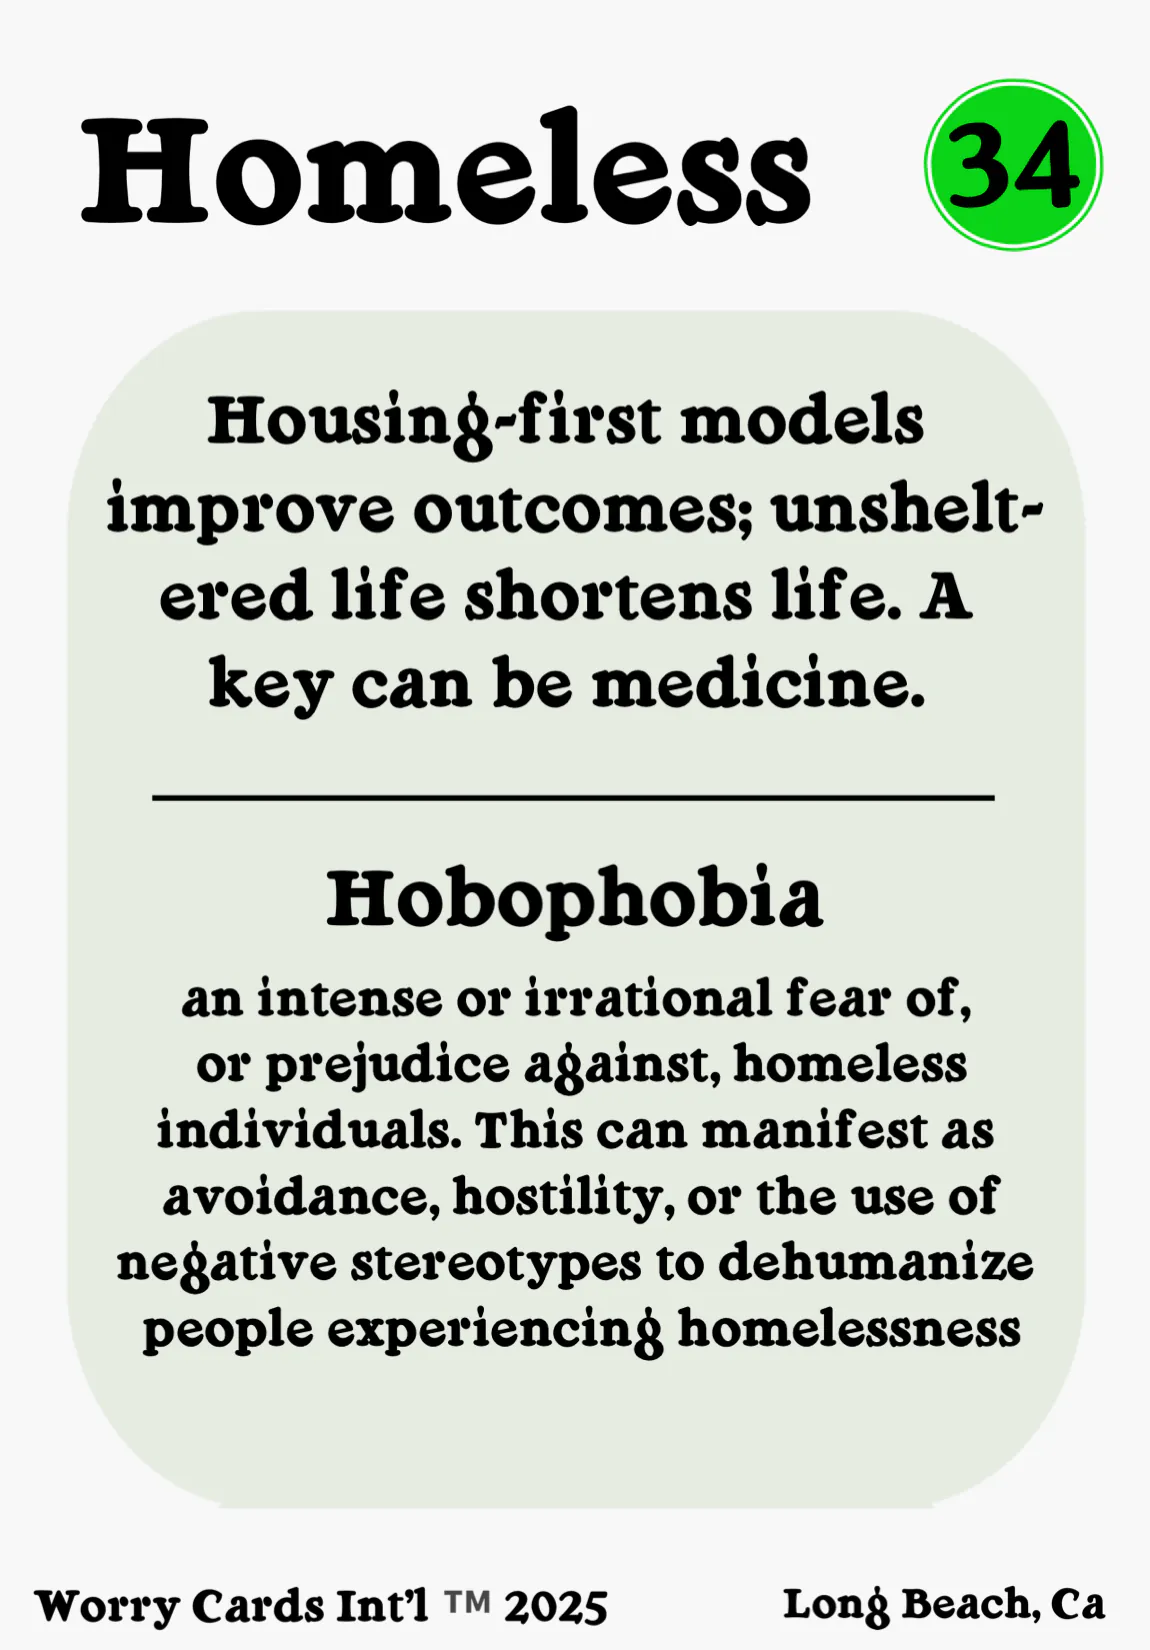 Homeless
34
Housing-first models
improve outcomes; unshelt-
ered life shortens life. A
key can be medicine.
Hobophobia
an intense or irrational fear of,
or prejudice against, homeless
individuals. This can manifest as
avoidance, hostility, or the use of
negative stereotypes to dehumanize
people experiencing homelessness
Worry Cards Int'l ™ 2025
Long Beach, Ca